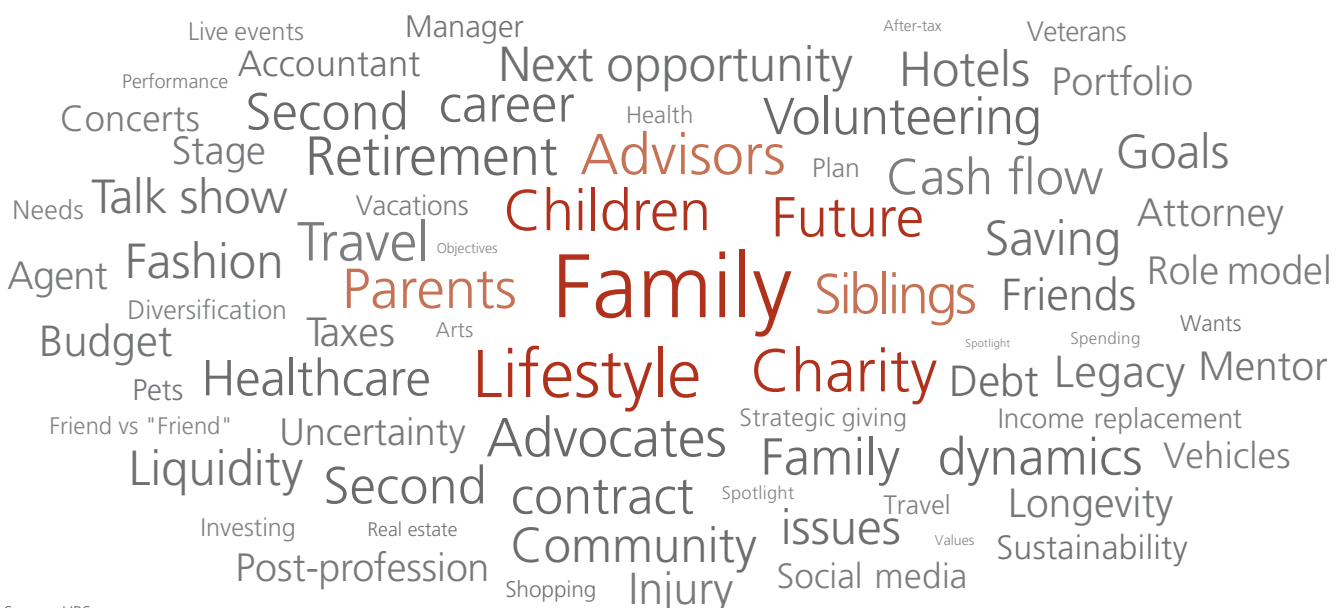 Live events
Manager
After-tax
Veterans
Performance
Accountant
Next opportunity
Hotels
Portfolio
Concerts
Second career
Health
Volunteering
Stage
Retirement
Advisors
Plan
Cash flow
Goals
Needs
Talk show
Vacations
Children
Future
Saving
Attorney
Agent
Fashion
Travel
Objectives
Parents
Family
Siblings
Friends
Role model
Diversification
Budget
Taxes
Arts
Spotlight
Spending
Wants
Pets
Healthcare
Lifestyle
Charity
Debt
Legacy
Mentor
Friend vs "Friend"
Uncertainty
Advocates
Strategic giving
Income replacement
Liquidity
Family dynamics
Vehicles
Second contract
Spotlight
Travel
Longevity
Investing
Real estate
Community
issues
Values
Sustainability
Post-profession
Shopping
Injury
Social media